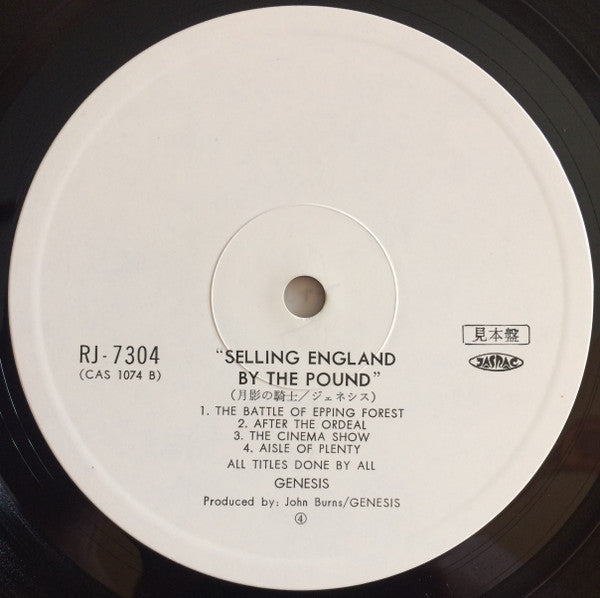 RJ-7304
(CAS 1074 B)
見本盤
JASRAC
"SELLING ENGLAND
BY THE POUND"
(月影の騎士/ジェネシス)
1. THE BATTLE OF EPPING FOREST
2. AFTER THE ORDEAL
3. THE CINEMA SHOW
4. AISLE OF PLENTY
ALL TITLES DONE BY ALL
GENESIS
Produced by: John Burns/GENESIS
④